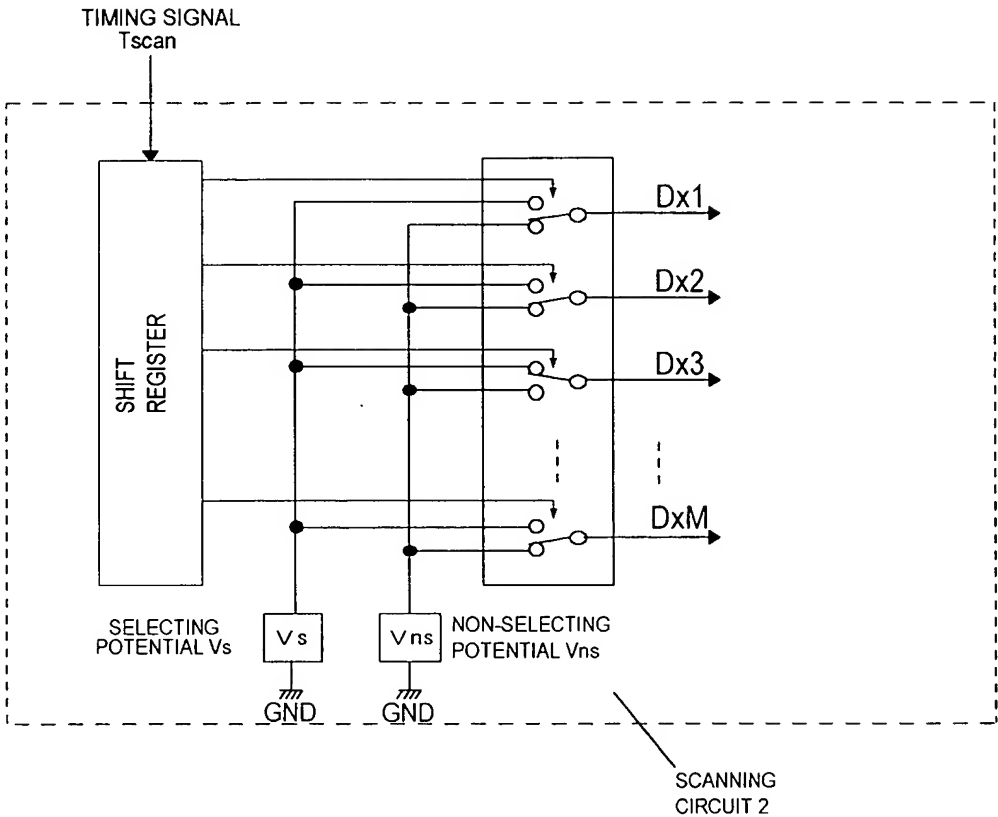 TIMING SIGNAL
Tscan
SHIFT
REGISTER
Dx1
Dx2
Dx3
DxM
SELECTING
POTENTIAL Vs
Vs
Vns
NON-SELECTING
POTENTIAL Vns
GND
GND
SCANNING
CIRCUIT 2